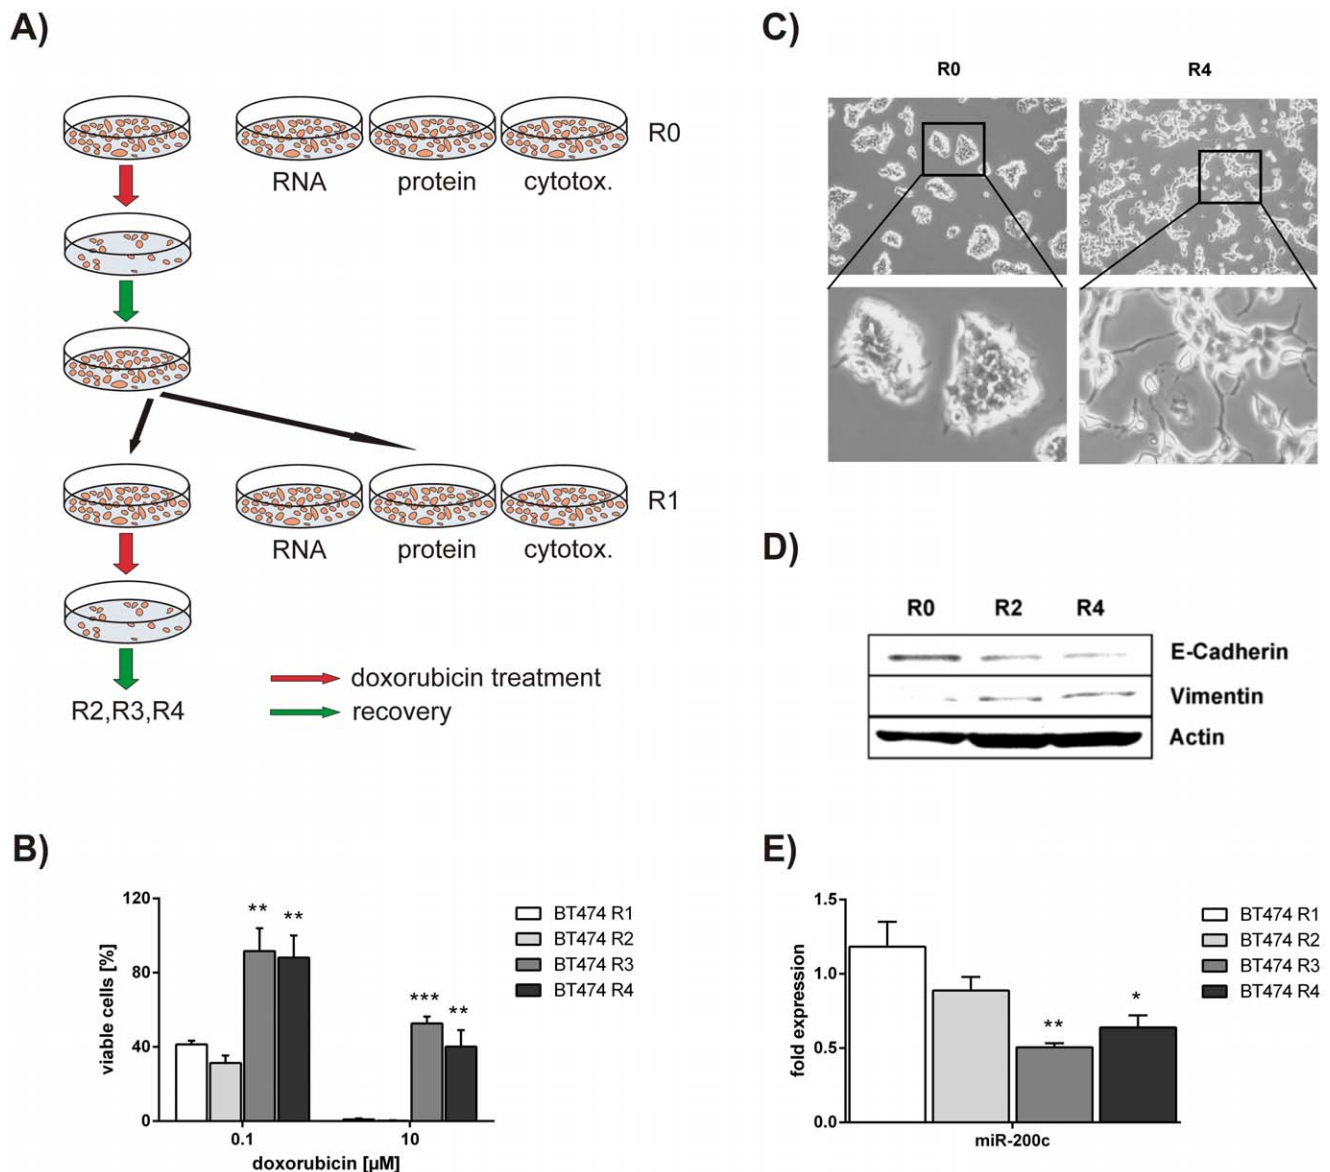 A)
R0
RNA protein cytotox.
R1
RNA protein cytotox.
doxorubicin treatment
recovery
R2,R3,R4
B)
120
80
40
0
viable cells [%]
** **
*** **
0.1 10
doxorubicin [µM]
BT474 R1
BT474 R2
BT474 R3
BT474 R4
C)
R0 R4
D)
R0 R2 R4
E-Cadherin
Vimentin
Actin
E)
1.5
1.0
0.5
0.0
fold expression
** *
miR-200c
BT474 R1
BT474 R2
BT474 R3
BT474 R4